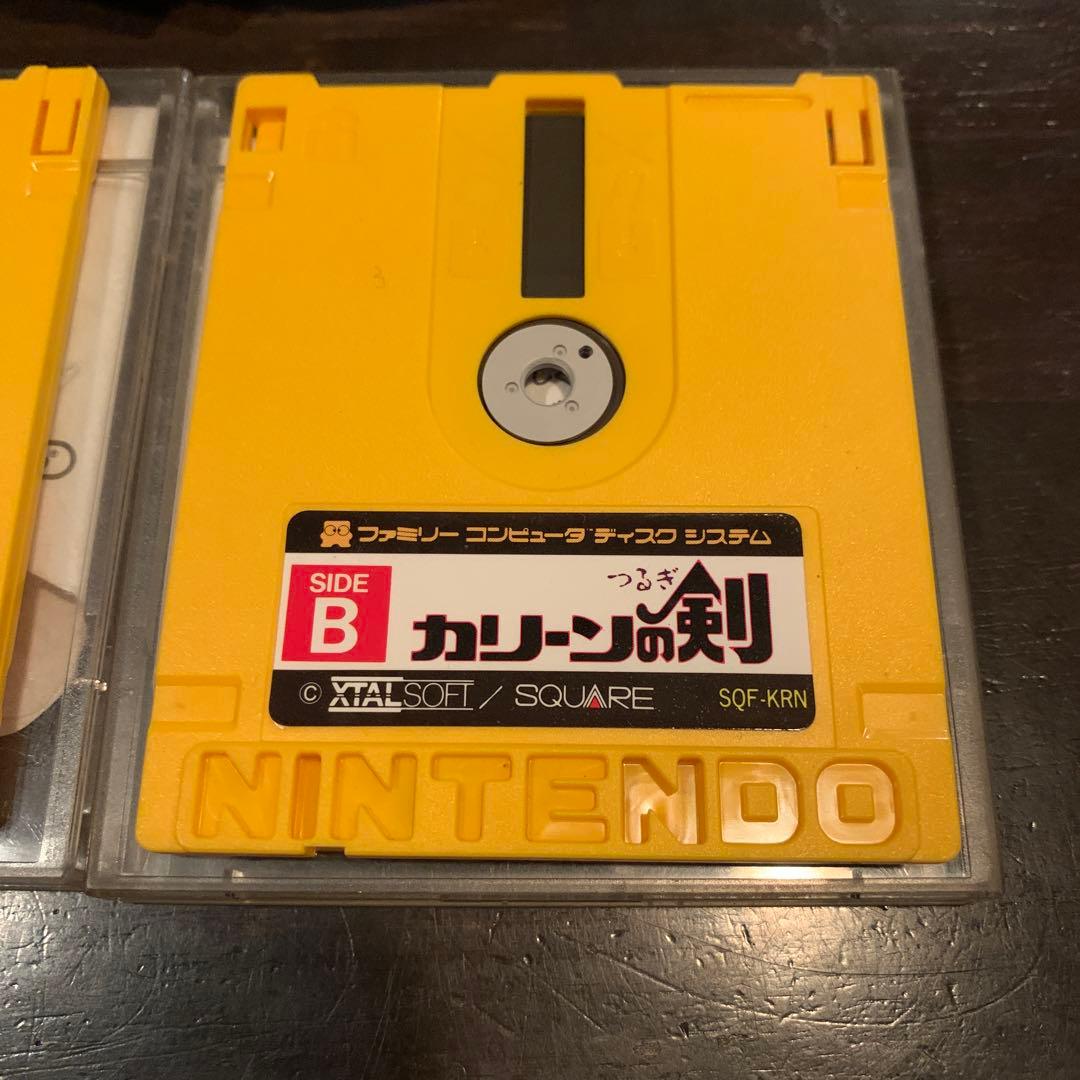 3
ファミリー コンピュータ ディスク システム
SIDE
B
つるぎ
カリーンの剣
© XTALSOFT / SQUARE SQF-KRN
NINTENDO